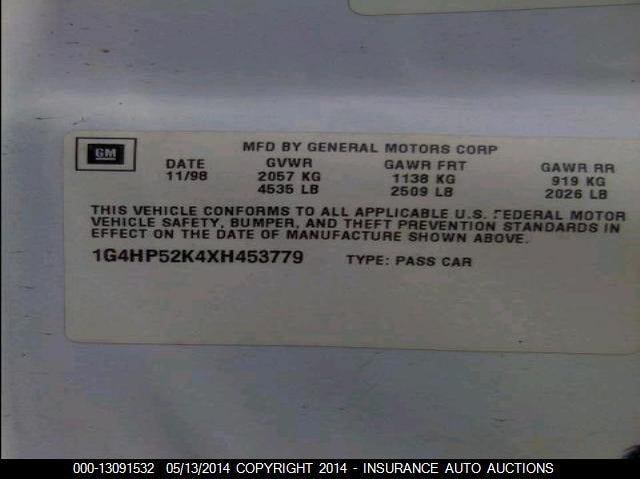 GM
MFD BY GENERAL MOTORS CORP
DATE GVWR GAWR FRT GAWR RR
11/98 2057 KG 1138 KG 919 KG
4535 LB 2509 LB 2026 LB
THIS VEHICLE CONFORMS TO ALL APPLICABLE U.S. FEDERAL MOTOR
VEHICLE SAFETY, BUMPER, AND THEFT PREVENTION STANDARDS IN
EFFECT ON THE DATE OF MANUFACTURE SHOWN ABOVE.
1G4HP52K4XH453779 TYPE: PASS CAR
000-13091532 05/13/2014 COPYRIGHT 2014 - INSURANCE AUTO AUCTIONS